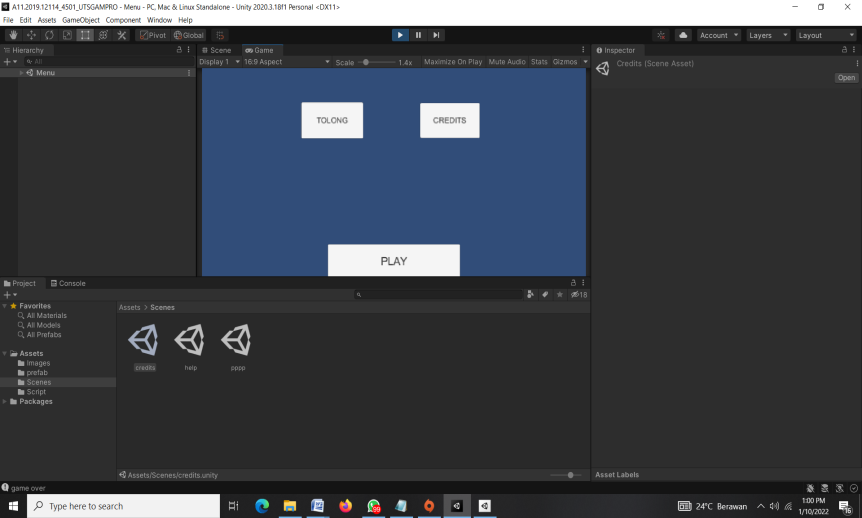 A11.2019.12114_4501_UTSGAMPRO - Menu - PC, Mac & Linux Standalone - Unity 2020.3.18f1 Personal <DX11>
File Edit Assets GameObject Component Window Help
Pivot Global Account Layers Layout
Hierarchy
All
Menu
Scene Game
Display 1 16:9 Aspect Scale 1.4x Maximize On Play Mute Audio Stats Gizmos
TOLONG CREDITS
PLAY
Inspector
Credits (Scene Asset)
Open
Project Console
18
Favorites
All Materials
All Models
All Prefabs
Assets
Images
prefab
Scenes
Script
Packages
Assets > Scenes
credits help pppp
Assets/Scenes/credits.unity
Asset Labels
game over
Type here to search
24°C Berawan
1:00 PM
1/10/2022